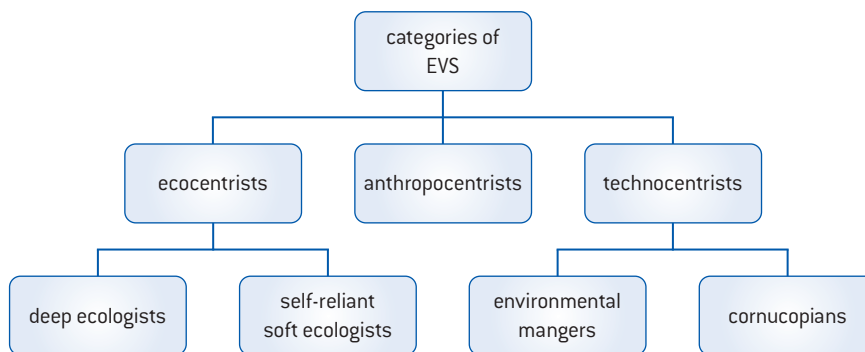 categories of
EVS
ecocentrists
anthropocentrists
technocentrists
deep ecologists
self-reliant
soft ecologists
environmental
mangers
cornucopians